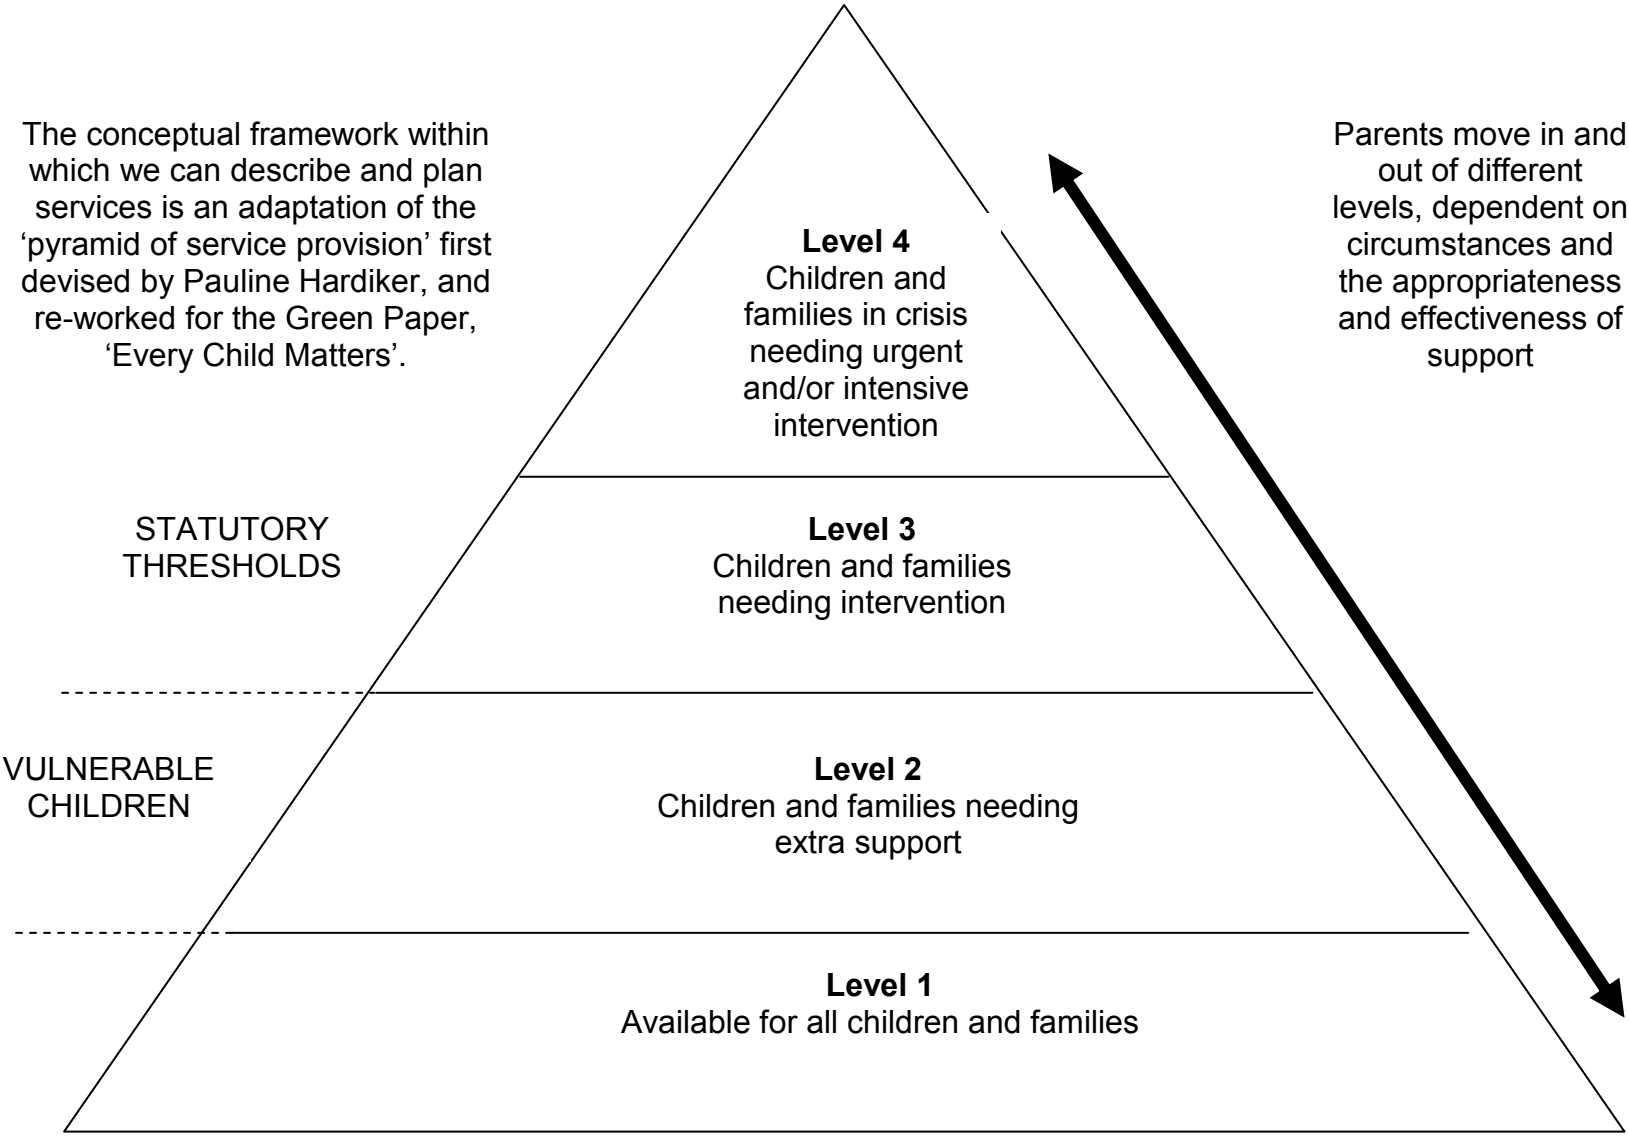 The conceptual framework within
which we can describe and plan
services is an adaptation of the
‘pyramid of service provision’ first
devised by Pauline Hardiker, and
re-worked for the Green Paper,
‘Every Child Matters’.
Parents move in and
out of different
levels, dependent on
circumstances and
the appropriateness
and effectiveness of
support
Level 4
Children and
families in crisis
needing urgent
and/or intensive
intervention
STATUTORY
THRESHOLDS
Level 3
Children and families
needing intervention
VULNERABLE
CHILDREN
Level 2
Children and families needing
extra support
Level 1
Available for all children and families